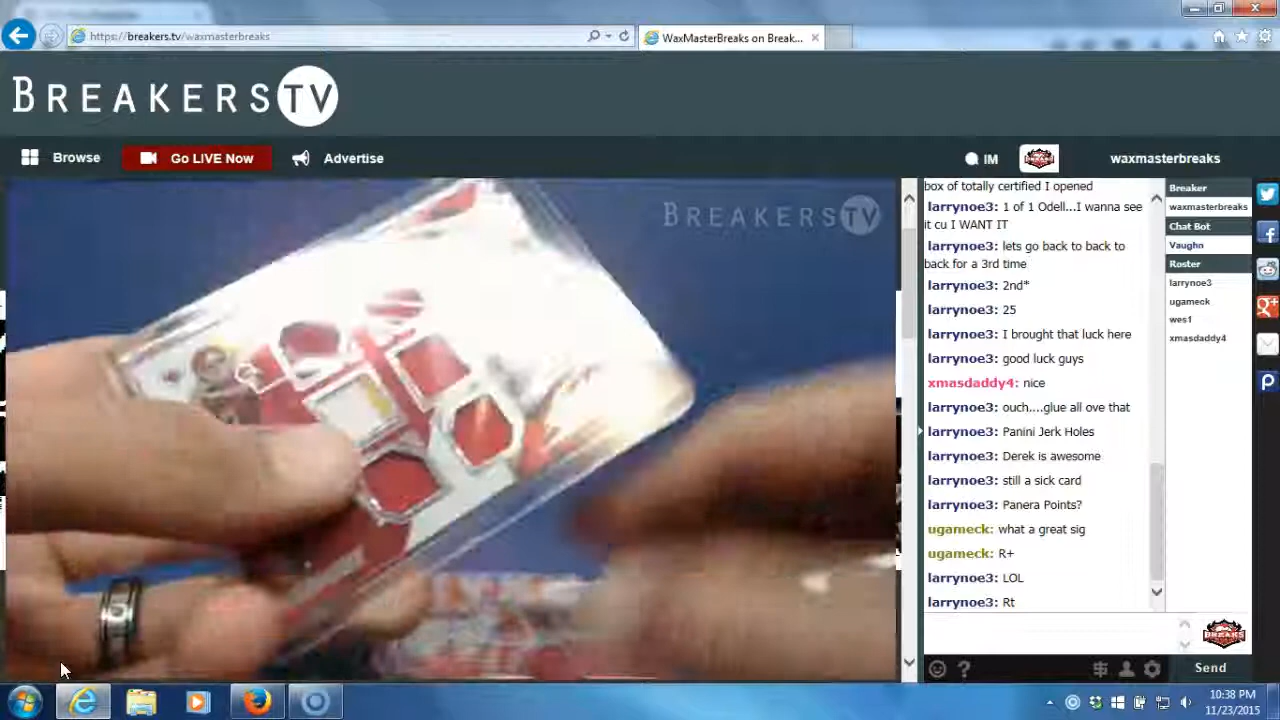 https://breakers.tv/waxmasterbreaks
WaxMasterBreaks on Break...
BREAKERSTV
Browse
Go LIVE Now
Advertise
IM
waxmasterbreaks
BREAKERSTV
box of totally certified I opened
larrynoe3: 1 of 1 Odell...I wanna see
it cu I WANT IT
larrynoe3: lets go back to back to
back for a 3rd time
larrynoe3: 2nd*
larrynoe3: 25
larrynoe3: I brought that luck here
larrynoe3: good luck guys
xmasdaddy4: nice
larrynoe3: ouch....glue all ove that
larrynoe3: Panini Jerk Holes
larrynoe3: Derek is awesome
larrynoe3: still a sick card
larrynoe3: Panera Points?
ugameck: what a great sig
ugameck: R+
larrynoe3: LOL
larrynoe3: Rt
Breaker
waxmasterbreaks
Chat Bot
Vaughn
Roster
larrynoe3
ugameck
wes1
xmasdaddy4
BREAKS
Send
10:38 PM
11/23/2015